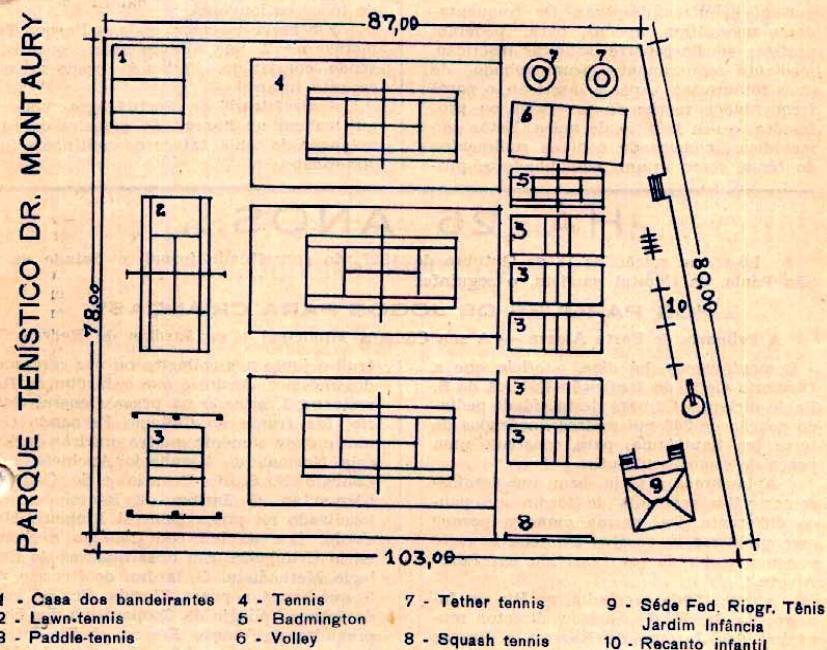 PARQUE TENÍSTICO DR. MONTAURY
87,00
1
4
7 7
6
5
2
3
3
3
78,00
80,00
10
3
3
3
9
8
103,00
1 - Casa dos bandeirantes
2 - Lawn-tennis
3 - Paddle-tennis
4 - Tennis
5 - Badmington
6 - Volley
7 - Tether tennis
8 - Squash tennis
9 - Séde Fed. Riogr. Tênis
Jardim Infância
10 - Recanto infantil